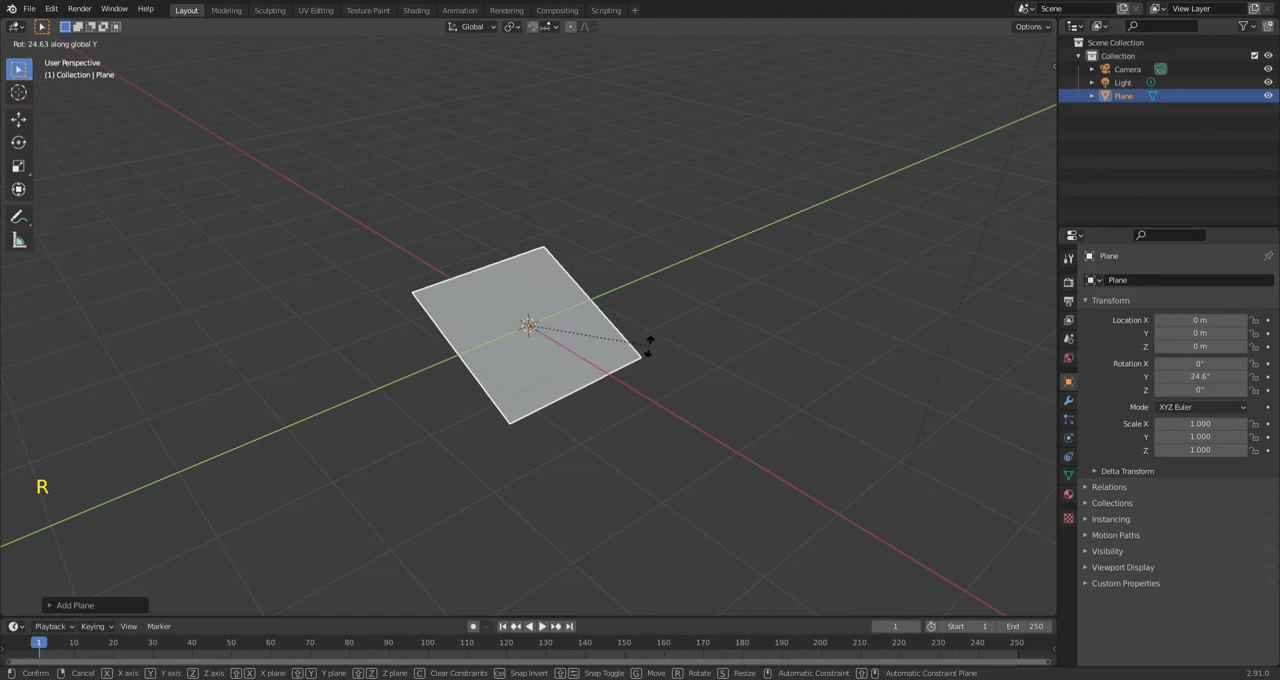 File Edit Render Window Help
Layout Modeling Sculpting UV Editing Texture Paint Shading Animation Rendering Compositing Scripting +
Scene
View Layer
Global
Options
Rot: 24.63 along global Y
User Perspective
(1) Collection | Plane
R
Add Plane
Scene Collection
Collection
Camera
Light
Plane
Plane
Plane
Transform
Location X 0 m
Y 0 m
Z 0 m
Rotation X 0°
Y 24.6°
Z 0°
Mode XYZ Euler
Scale X 1.000
Y 1.000
Z 1.000
Delta Transform
Relations
Collections
Instancing
Motion Paths
Visibility
Viewport Display
Custom Properties
Playback Keying View Marker
1 Start 1 End 250
1 10 20 30 40 50 60 70 80 90 100 110 120 130 140 150 160 170 180 190 200 210 220 230 240 250
Confirm Cancel X X axis Y Y axis Z Z axis X X plane Y Y plane Z Z plane C Clear Constraints Ctrl Snap Invert Snap Toggle G Move R Rotate S Resize Automatic Constraint Automatic Constraint Plane 2.91.0